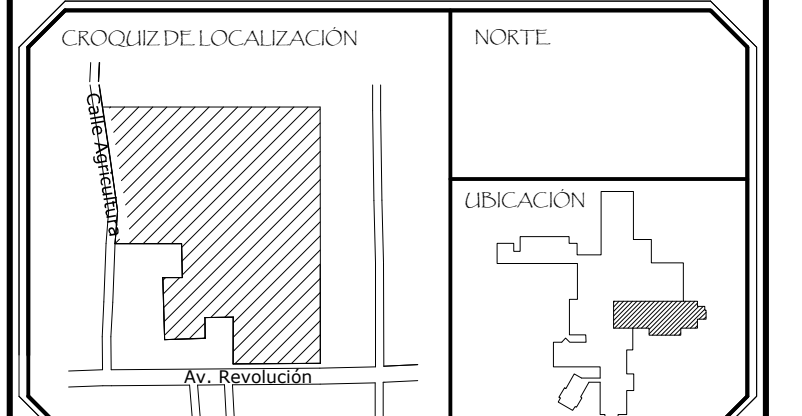 CROQUIZ DE LOCALIZACIÓN
Calle Agricultura
Av. Revolución
NORTE
UBICACIÓN